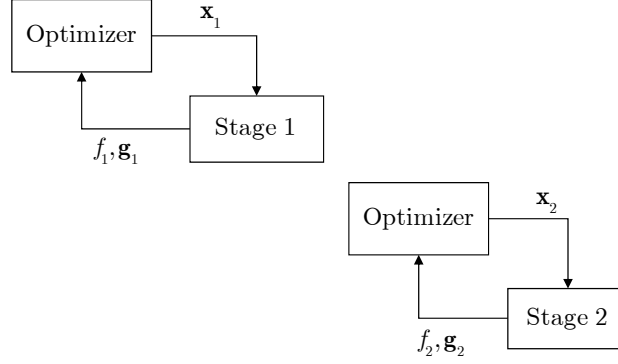 x₁
Optimizer
Stage 1
f₁, g₁
Optimizer
x₂
Stage 2
f₂, g₂